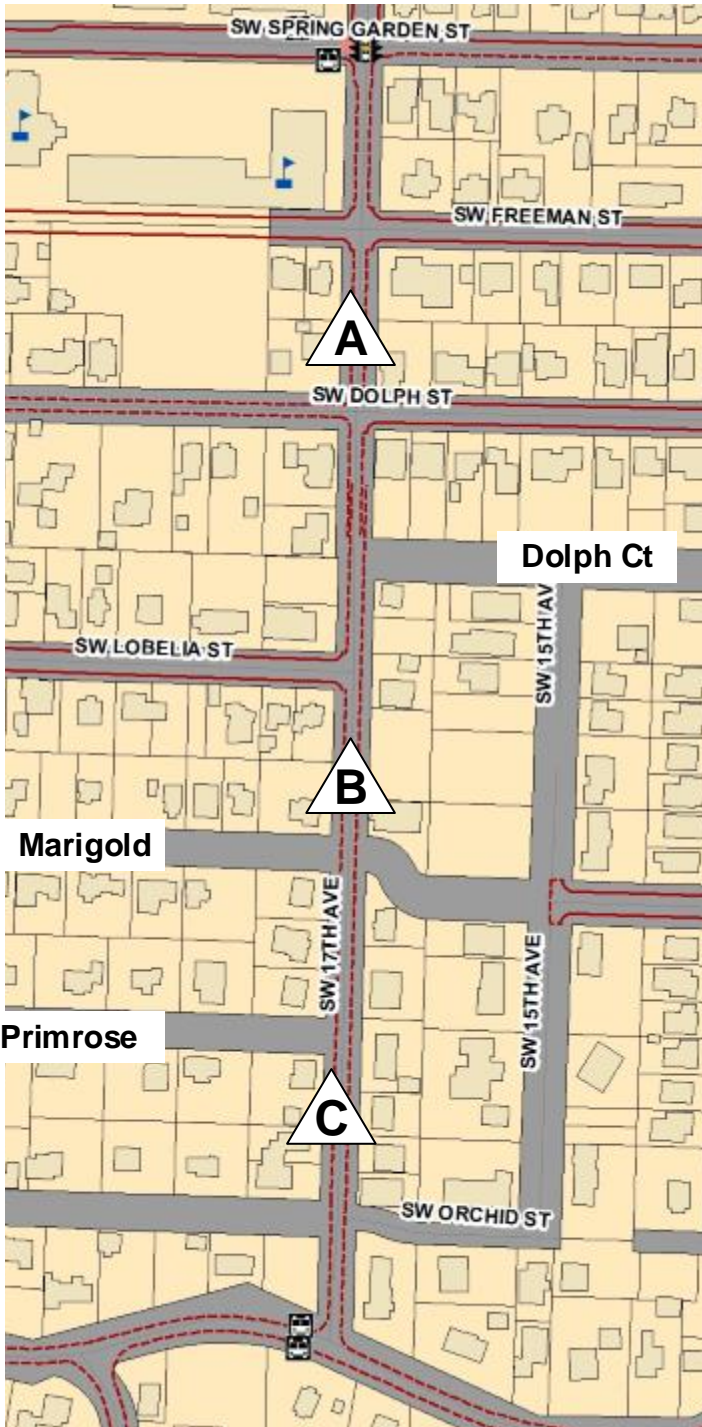 SW SPRING GARDEN ST
SW FREEMAN ST
A
SW DOLPH ST
Dolph Ct
SW 15TH AV
SW LOBELIA ST
B
Marigold
SW 17TH AVE
SW 15TH AVE
Primrose
C
SW ORCHID ST